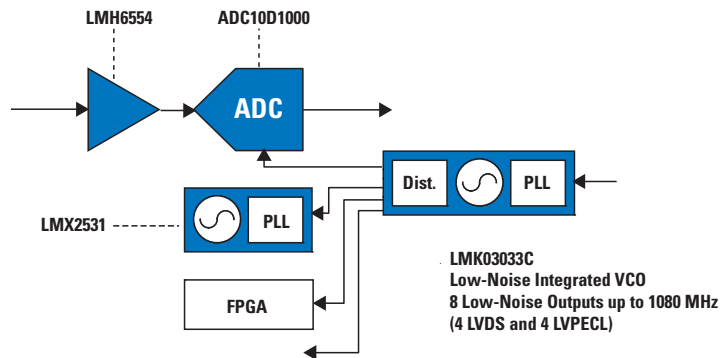 LMH6554
ADC10D1000
ADC
Dist.
PLL
LMX2531
PLL
FPGA
LMK03033C
Low-Noise Integrated VCO
8 Low-Noise Outputs up to 1080 MHz
(4 LVDS and 4 LVPECL)